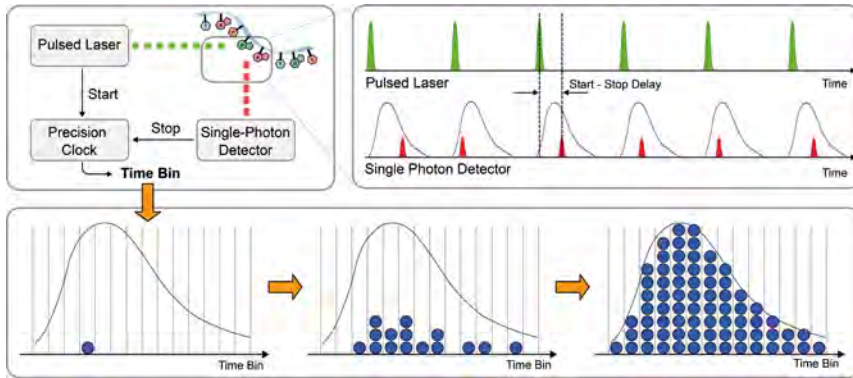 Pulsed Laser
Start
Precision
Clock
Stop
Single-Photon
Detector
Time Bin
Pulsed Laser
Time
Start - Stop Delay
Single Photon Detector
Time
Time Bin
Time Bin
Time Bin